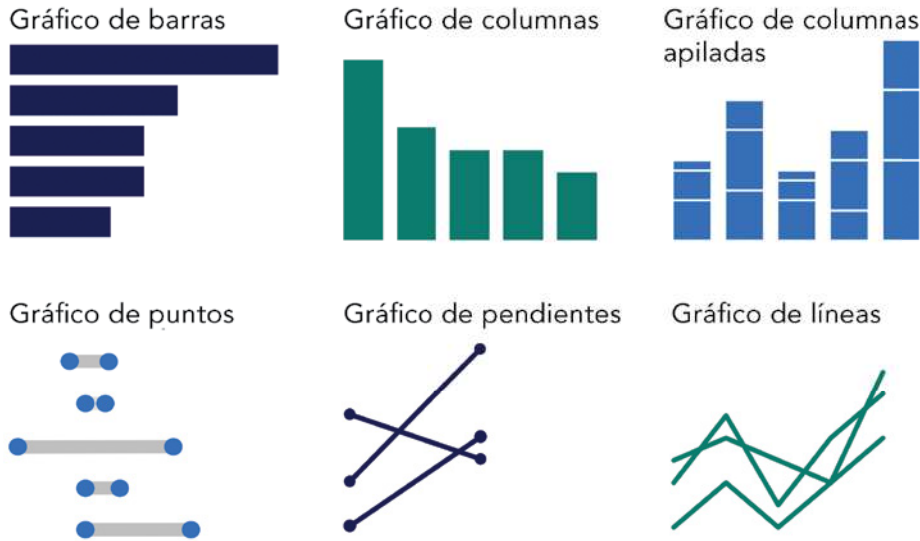 Gráfico de barras
Gráfico de columnas
Gráfico de columnas
apiladas
Gráfico de puntos
Gráfico de pendientes
Gráfico de líneas